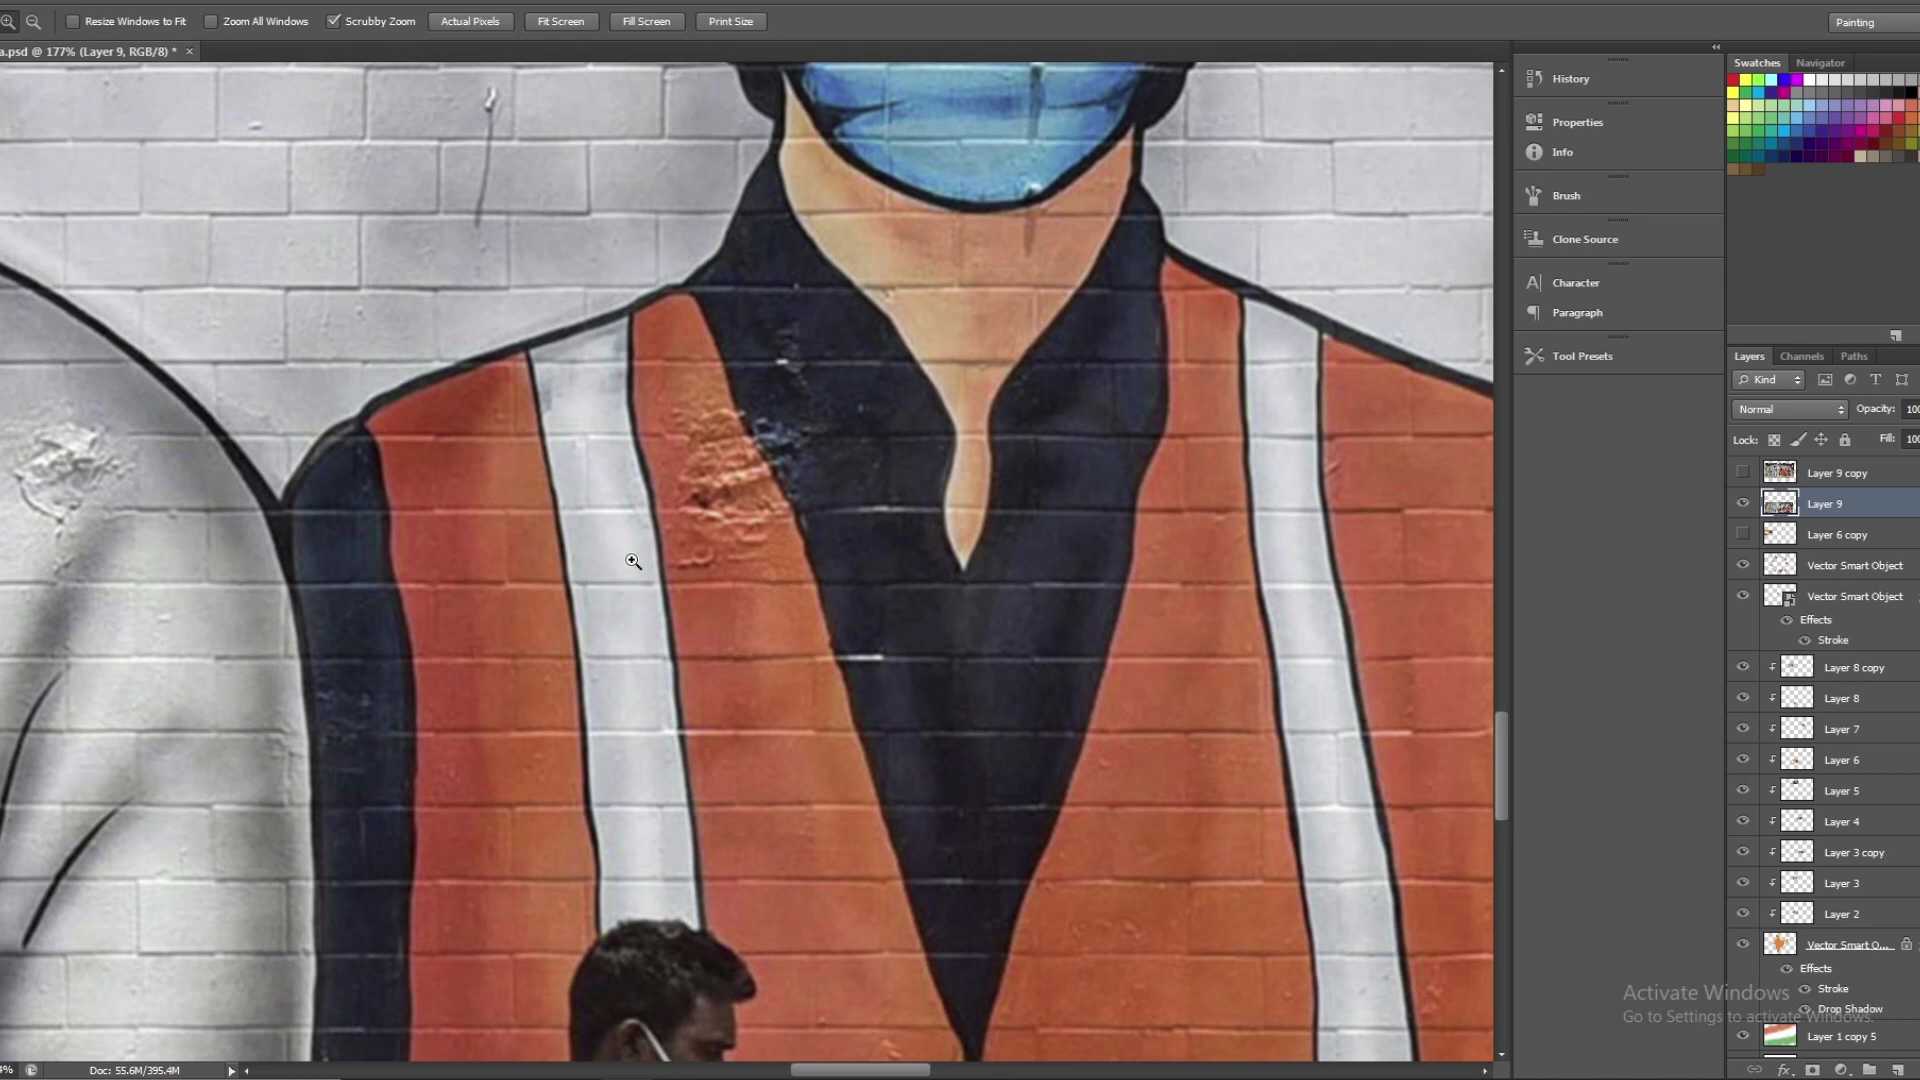 Resize Windows to Fit Zoom All Windows Scrubby Zoom Actual Pixels Fit Screen Fill Screen Print Size Painting
a.psd @ 177% (Layer 9, RGB/8) * ×
History
Properties
Info
Brush
Clone Source
Character
Paragraph
Tool Presets
Swatches Navigator
Layers Channels Paths
Kind
Normal Opacity: 100
Lock: Fill: 100
Layer 9 copy
Layer 9
Layer 6 copy
Vector Smart Object
Vector Smart Object
Effects
Stroke
Layer 8 copy
Layer 8
Layer 7
Layer 6
Layer 5
Layer 4
Layer 3 copy
Layer 3
Layer 2
Vector Smart O...
Effects
Stroke
Drop Shadow
Layer 1 copy 5
Activate Windows
Go to Settings to activate Windows.
Doc: 55.6M/395.4M